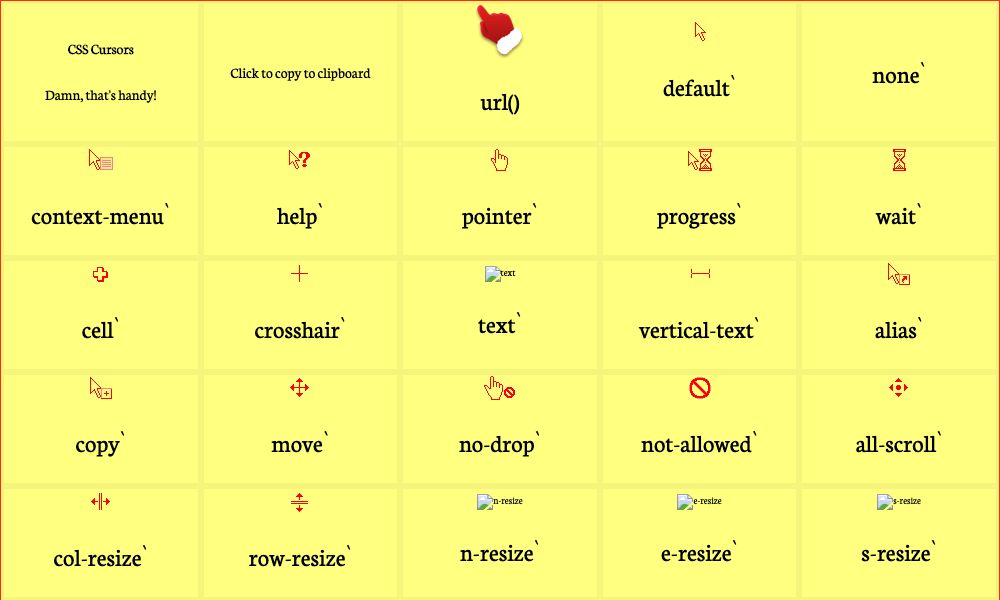 CSS Cursors
Damn, that's handy!
Click to copy to clipboard
url()
default`
none`
context-menu`
help`
pointer`
progress`
wait`
cell`
crosshair`
text
text`
vertical-text`
alias`
copy`
move`
no-drop`
not-allowed`
all-scroll`
col-resize`
row-resize`
n-resize
n-resize`
e-resize
e-resize`
s-resize
s-resize`